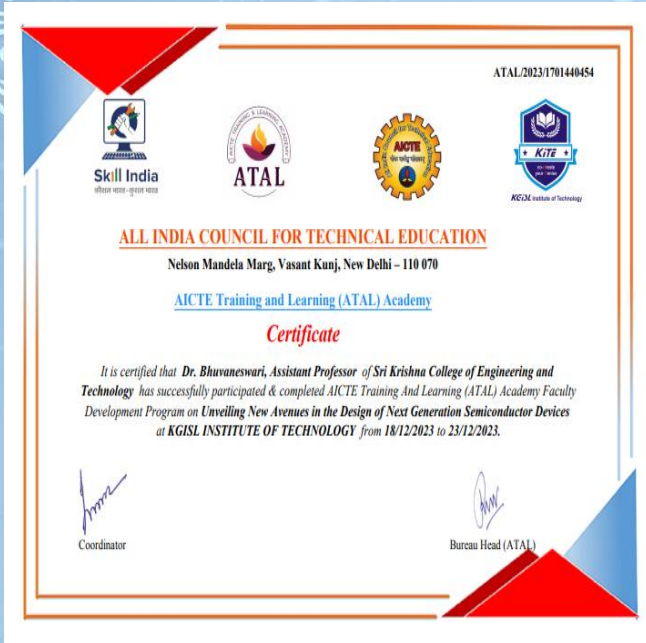 ATAL/2023/1701440454
Skill India
कौशल भारत-कुशल भारत
AICTE TRAINING & LEARNING ACADEMY
ATAL
AICTE
KiTE
KGiSL Institute of Technology
ALL INDIA COUNCIL FOR TECHNICAL EDUCATION
Nelson Mandela Marg, Vasant Kunj, New Delhi – 110 070
AICTE Training and Learning (ATAL) Academy
Certificate
It is certified that Dr. Bhuvaneswari, Assistant Professor of Sri Krishna College of Engineering and
Technology has successfully participated & completed AICTE Training And Learning (ATAL) Academy Faculty
Development Program on Unveiling New Avenues in the Design of Next Generation Semiconductor Devices
at KGISL INSTITUTE OF TECHNOLOGY from 18/12/2023 to 23/12/2023.
Coordinator
Bureau Head (ATAL)